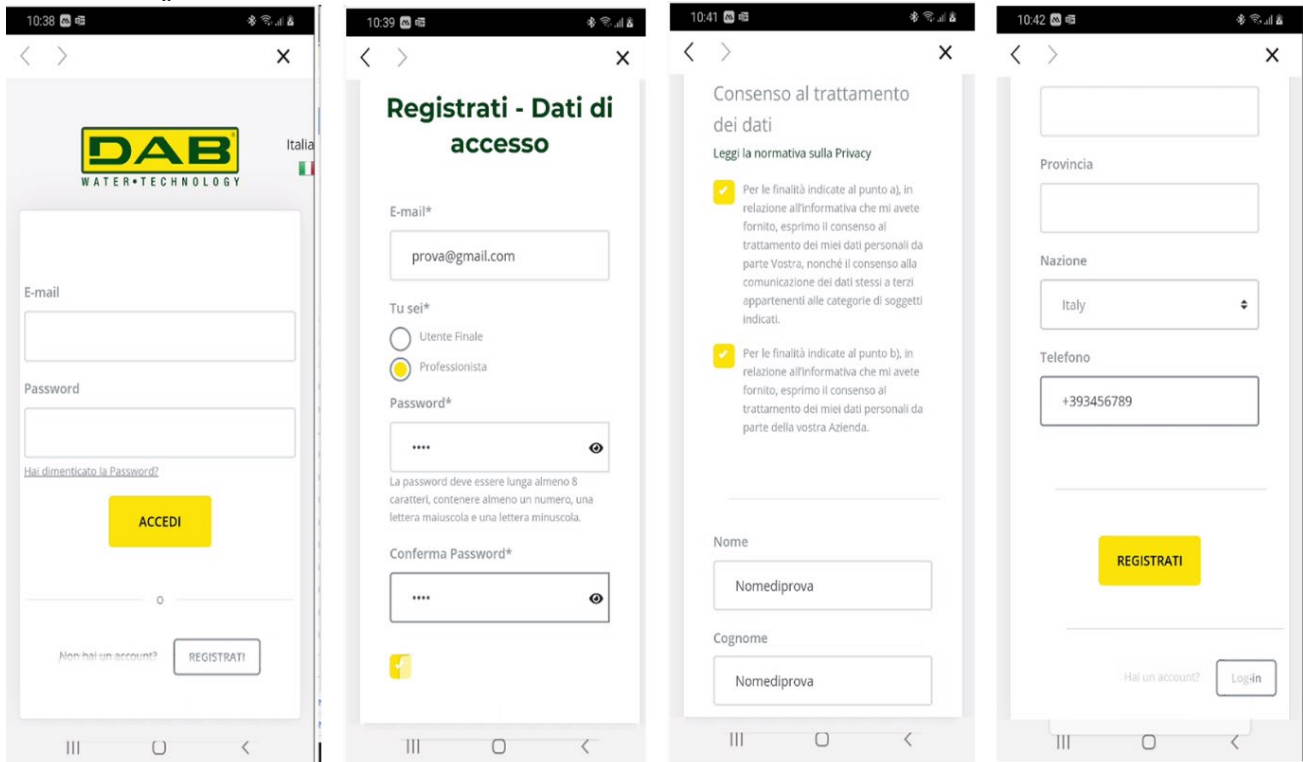 10:38
Italia
DAB
WATER•TECHNOLOGY
E-mail
Password
Hai dimenticato la Password?
ACCEDI
o
Non hai un account?
REGISTRATI
10:39
Registrati - Dati di
accesso
E-mail*
prova@gmail.com
Tu sei*
Utente Finale
Professionista
Password*
••••
La password deve essere lunga almeno 8
caratteri, contenere almeno un numero, una
lettera maiuscola e una lettera minuscola.
Conferma Password*
••••
10:41
Consenso al trattamento
dei dati
Leggi la normativa sulla Privacy
Per le finalità indicate al punto a), in
relazione all'informativa che mi avete
fornito, esprimo il consenso al
trattamento dei miei dati personali da
parte Vostra, nonché il consenso alla
comunicazione dei dati stessi a terzi
appartenenti alle categorie di soggetti
indicati.
Per le finalità indicate al punto b), in
relazione all'informativa che mi avete
fornito, esprimo il consenso al
trattamento dei miei dati personali da
parte della vostra Azienda.
Nome
Nomediprova
Cognome
Nomediprova
10:42
Provincia
Nazione
Italy
Telefono
+393456789
REGISTRATI
Hai un account?
Log-in